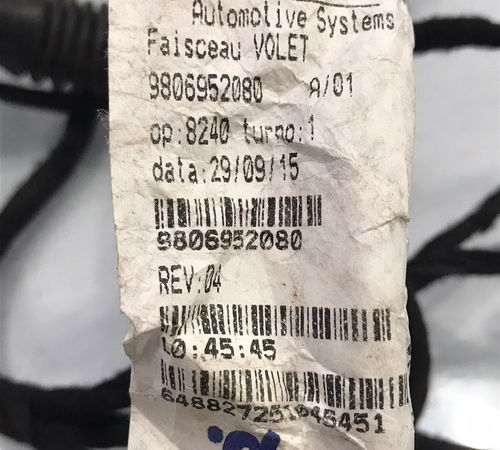 Automotive Systems
Faisceau VOLET
9806952080 A/01
op:8240 turno:1
data:29/09/15
9806952080
REV:04
10:45:45